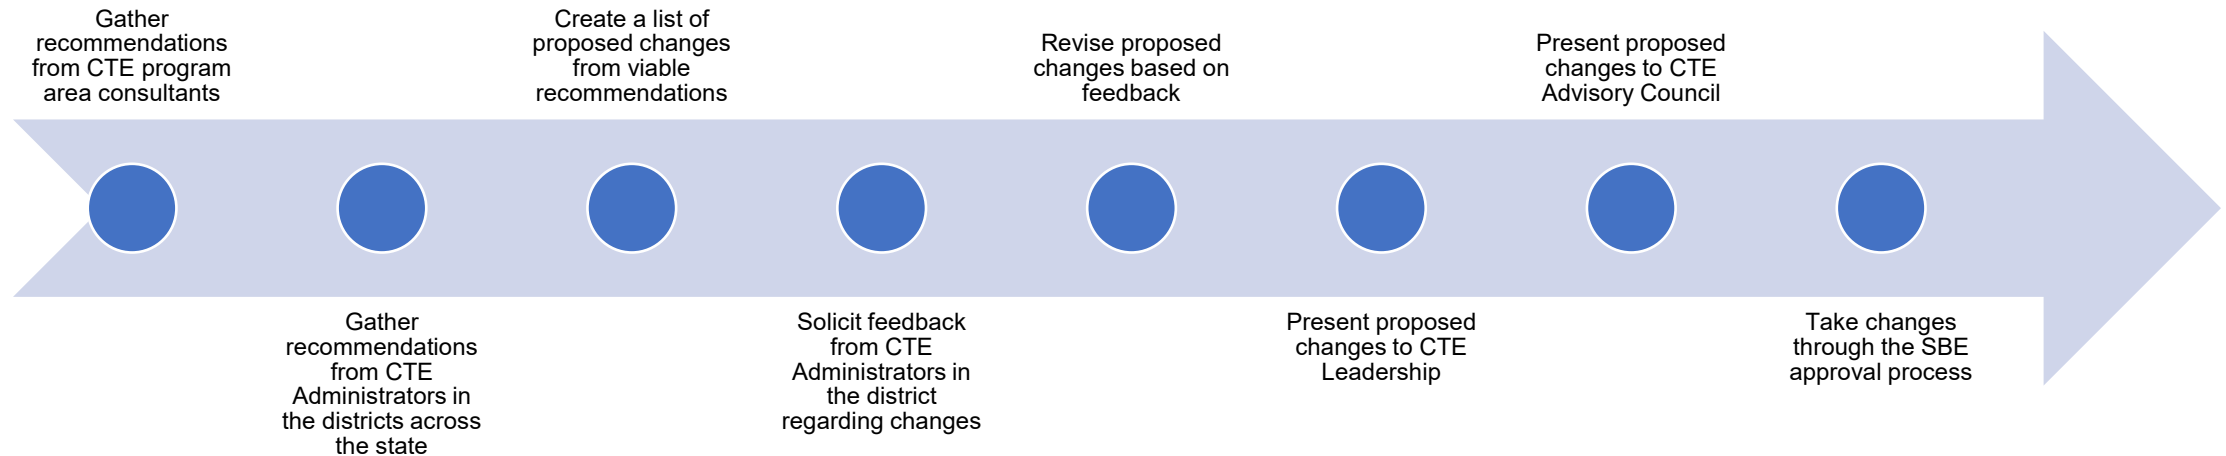 Gather
recommendations
from CTE program
area consultants
Gather
recommendations
from CTE
Administrators in
the districts across
the state
Create a list of
proposed changes
from viable
recommendations
Solicit feedback
from CTE
Administrators in
the district
regarding changes
Revise proposed
changes based on
feedback
Present proposed
changes to CTE
Leadership
Present proposed
changes to CTE
Advisory Council
Take changes
through the SBE
approval process